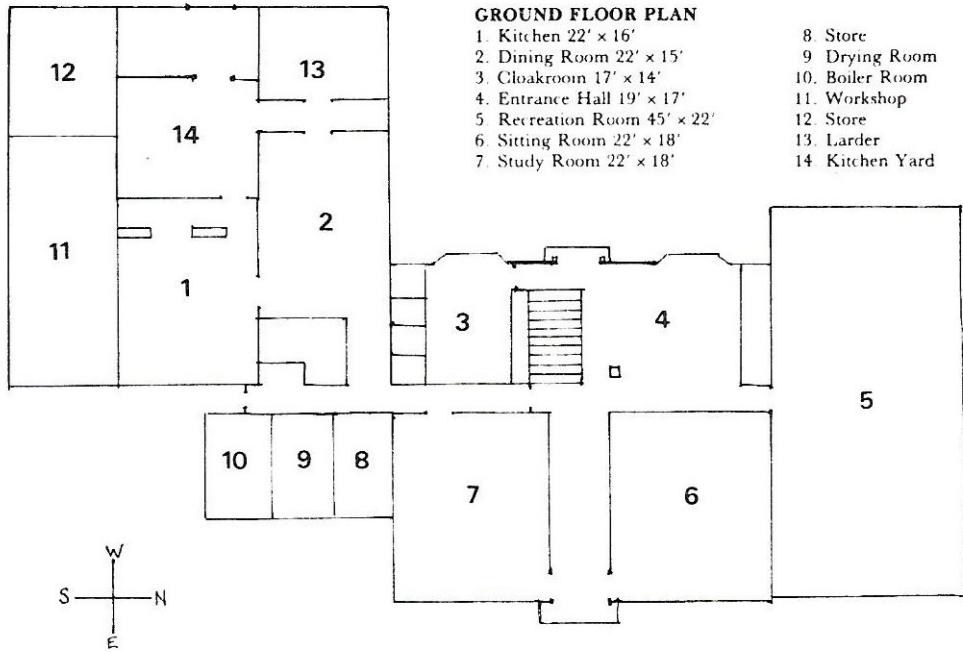 GROUND FLOOR PLAN
1. Kitchen 22' × 16'
2. Dining Room 22' × 15'
3. Cloakroom 17' × 14'
4. Entrance Hall 19' × 17'
5. Recreation Room 45' × 22'
6. Sitting Room 22' × 18'
7. Study Room 22' × 18'
8. Store
9 Drying Room
10. Boiler Room
11. Workshop
12. Store
13. Larder
14. Kitchen Yard
12
13
14
2
11
1
3
4
5
10
9
8
7
6
W
S N
E